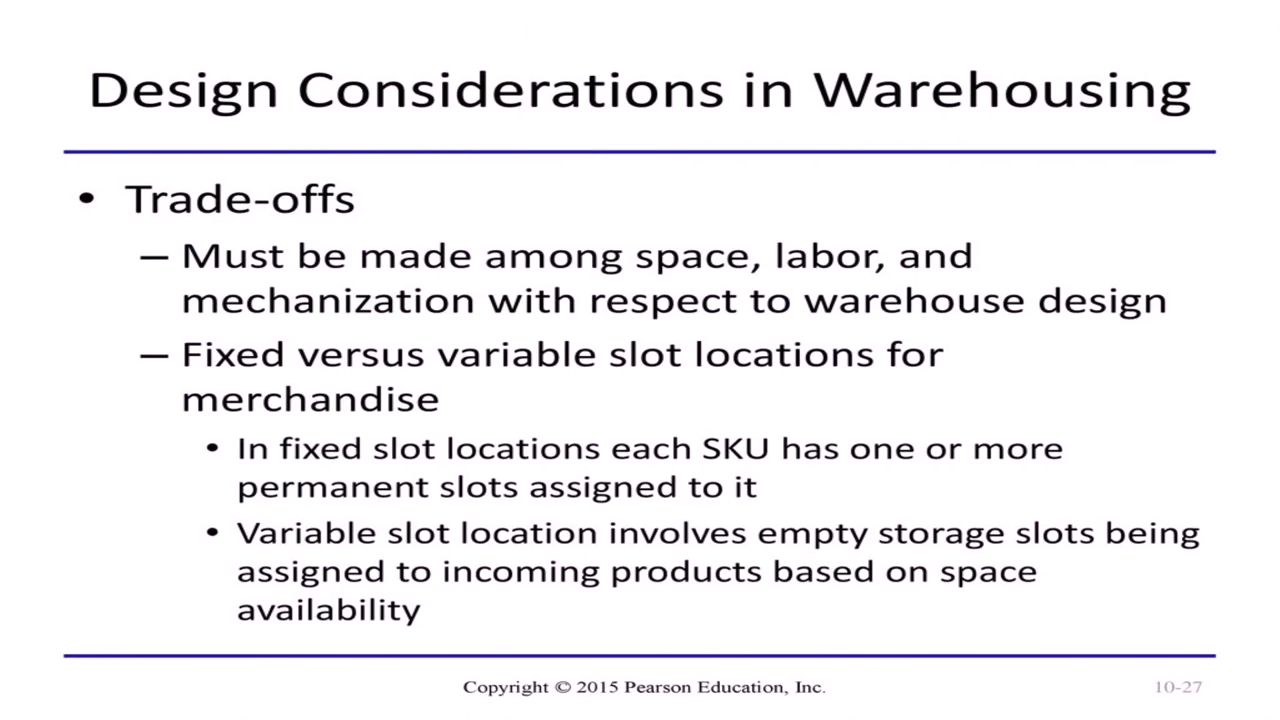 Design Considerations in Warehousing
• Trade-offs
– Must be made among space, labor, and
mechanization with respect to warehouse design
– Fixed versus variable slot locations for
merchandise
• In fixed slot locations each SKU has one or more
permanent slots assigned to it
• Variable slot location involves empty storage slots being
assigned to incoming products based on space
availability
Copyright © 2015 Pearson Education, Inc.
10-27